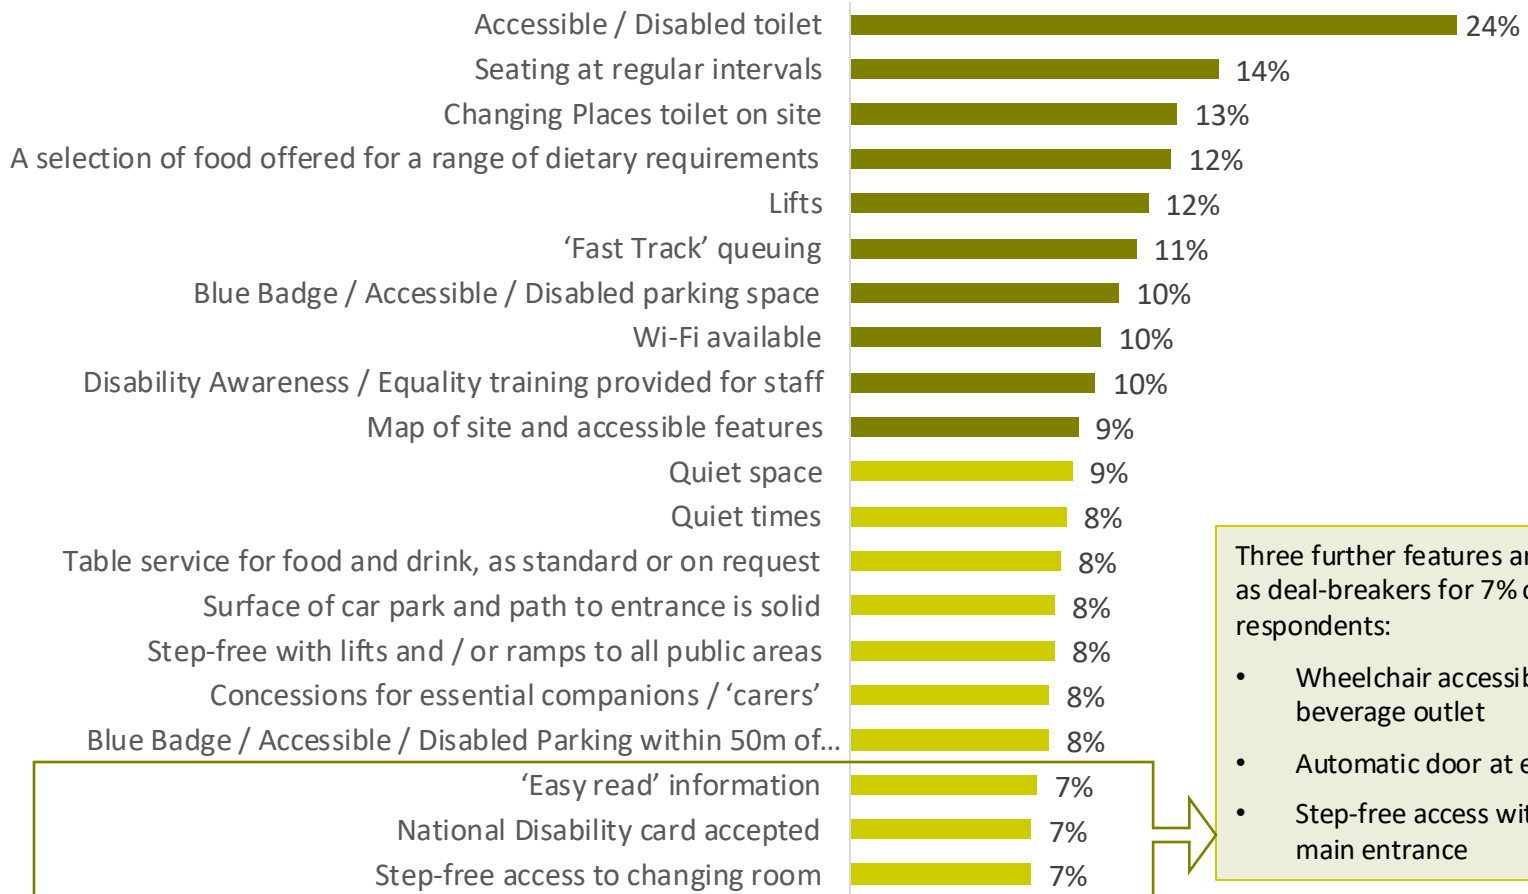 Accessible / Disabled toilet 24%
Seating at regular intervals 14%
Changing Places toilet on site 13%
A selection of food offered for a range of dietary requirements 12%
Lifts 12%
‘Fast Track’ queuing 11%
Blue Badge / Accessible / Disabled parking space 10%
Wi-Fi available 10%
Disability Awareness / Equality training provided for staff 10%
Map of site and accessible features 9%
Quiet space 9%
Quiet times 8%
Table service for food and drink, as standard or on request 8%
Surface of car park and path to entrance is solid 8%
Step-free with lifts and / or ramps to all public areas 8%
Concessions for essential companions / ‘carers’ 8%
Blue Badge / Accessible / Disabled Parking within 50m of... 8%
‘Easy read’ information 7%
National Disability card accepted 7%
Step-free access to changing room 7%
Three further features
as deal-breakers for 7%
respondents:
• Wheelchair
beverage outlet
• Automatic door at
• Step-free access
main entrance